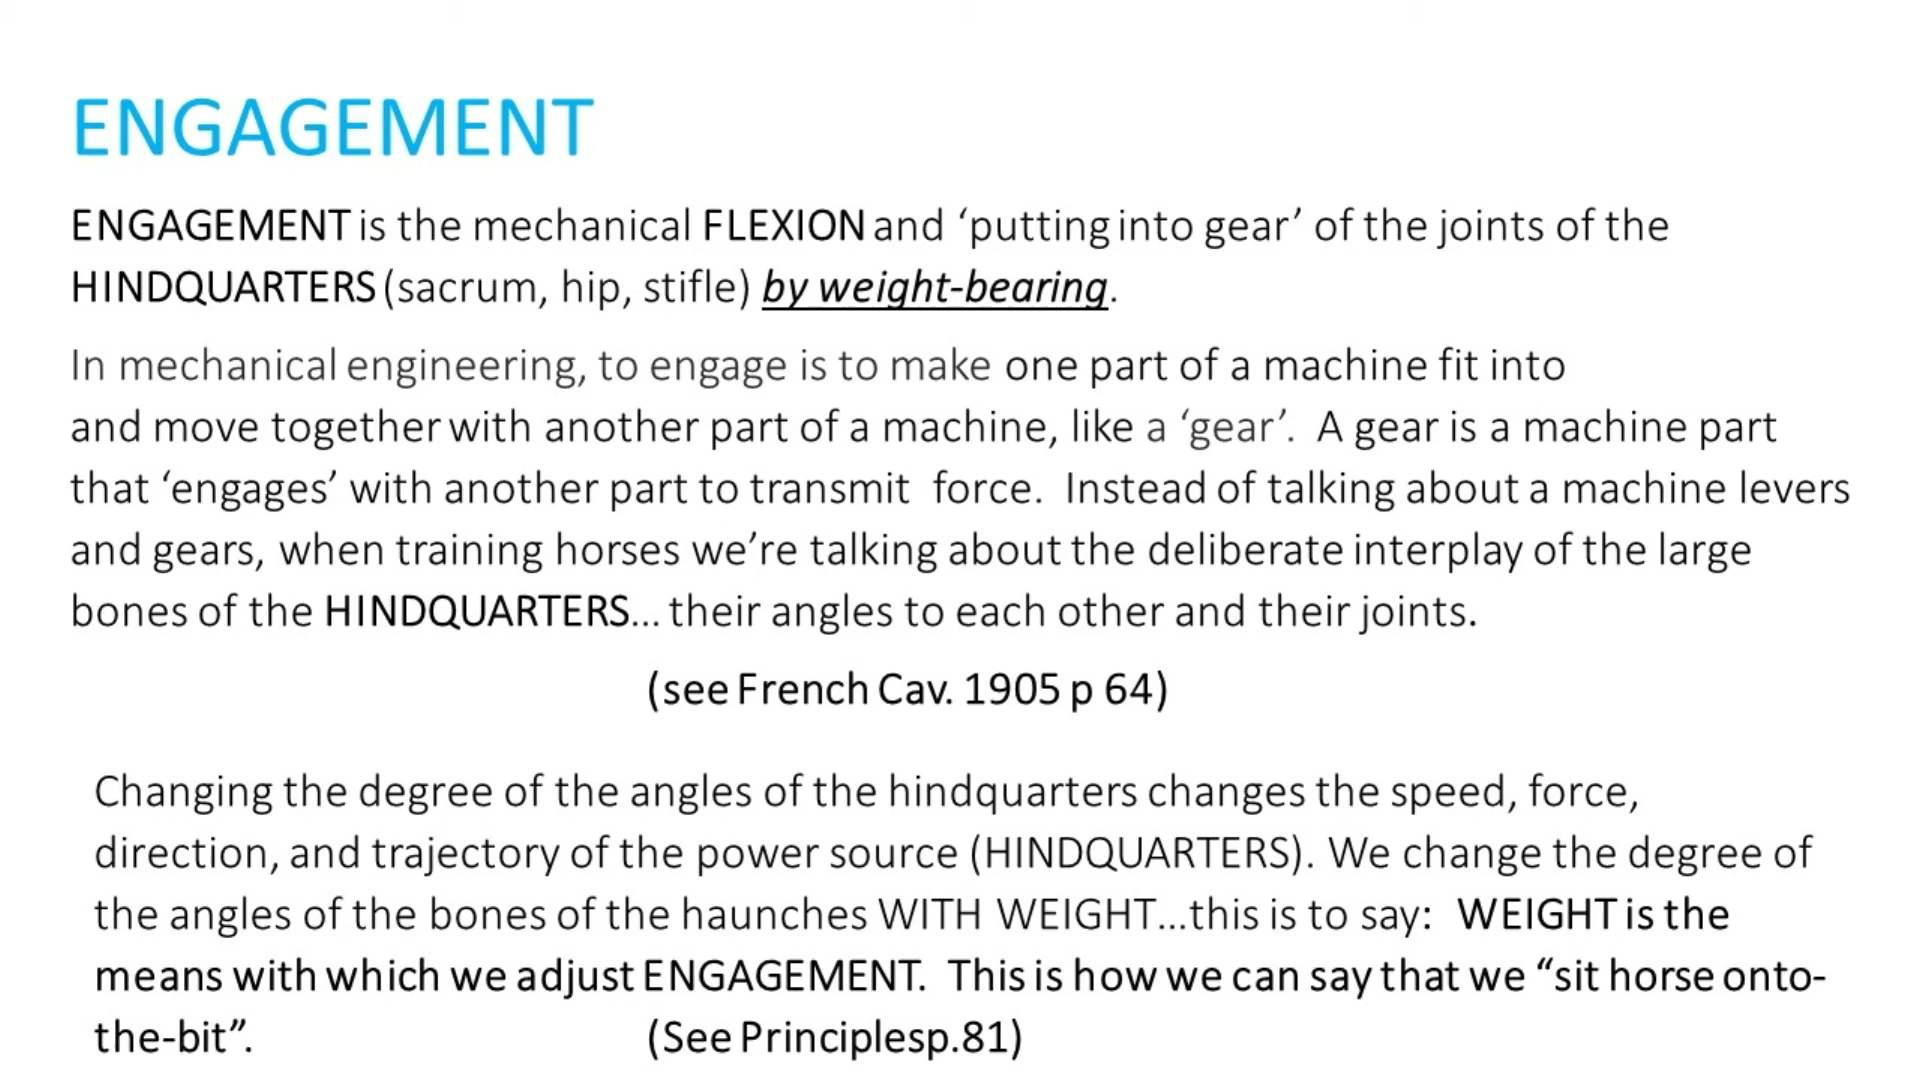 ENGAGEMENT
ENGAGEMENT is the mechanical FLEXION and ‘putting into gear’ of the joints of the
HINDQUARTERS (sacrum, hip, stifle) by weight-bearing.
In mechanical engineering, to engage is to make one part of a machine fit into
and move together with another part of a machine, like a ‘gear’. A gear is a machine part
that ‘engages’ with another part to transmit force. Instead of talking about a machine levers
and gears, when training horses we’re talking about the deliberate interplay of the large
bones of the HINDQUARTERS… their angles to each other and their joints.
(see French Cav. 1905 p 64)
Changing the degree of the angles of the hindquarters changes the speed, force,
direction, and trajectory of the power source (HINDQUARTERS). We change the degree of
the angles of the bones of the haunches WITH WEIGHT…this is to say: WEIGHT is the
means with which we adjust ENGAGEMENT. This is how we can say that we “sit horse onto-
the-bit”. (See Principlesp.81)